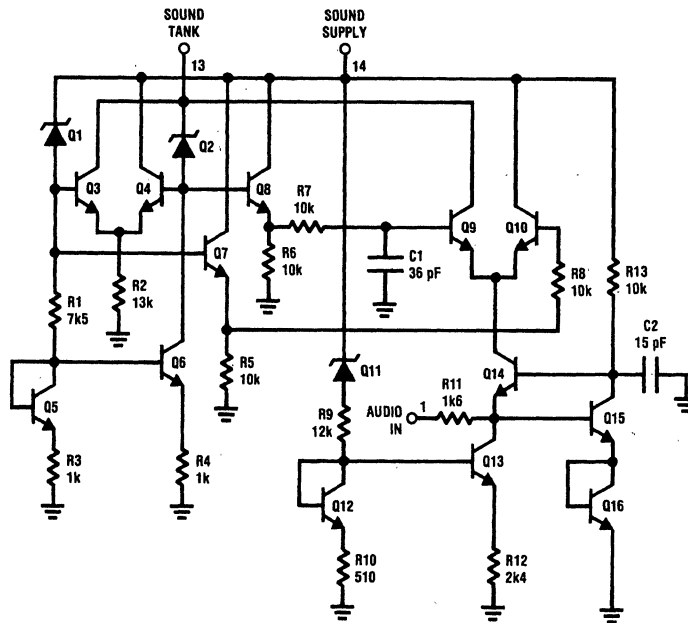 SOUND TANK
SOUND SUPPLY
13
14
Q1
Q2
Q3
Q4
Q8
R7
10k
Q9
Q10
R2
13k
Q7
R6
10k
C1
36 pF
R8
10k
R13
10k
R1
7k5
Q6
R5
10k
Q11
C2
15 pF
Q14
Q5
R9
12k
AUDIO IN
1
R11
1k6
Q15
R3
1k
R4
1k
Q12
Q13
Q16
R10
510
R12
2k4